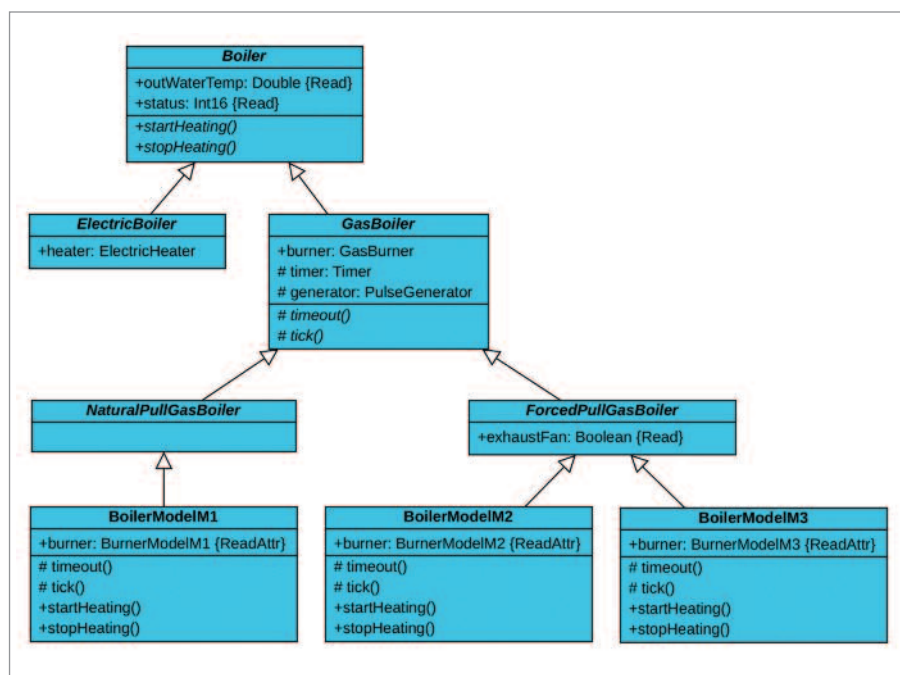 Boiler
+outWaterTemp: Double {Read}
+status: Int16 {Read}
+startHeating()
+stopHeating()
ElectricBoiler
+heater: ElectricHeater
GasBoiler
+burner: GasBurner
# timer: Timer
# generator: PulseGenerator
# timeout()
# tick()
NaturalPullGasBoiler
ForcedPullGasBoiler
+exhaustFan: Boolean {Read}
BoilerModelM1
+burner: BurnerModelM1 {ReadAttr}
# timeout()
# tick()
+startHeating()
+stopHeating()
BoilerModelM2
+burner: BurnerModelM2 {ReadAttr}
# timeout()
# tick()
+startHeating()
+stopHeating()
BoilerModelM3
+burner: BurnerModelM3 {ReadAttr}
# timeout()
# tick()
+startHeating()
+stopHeating()